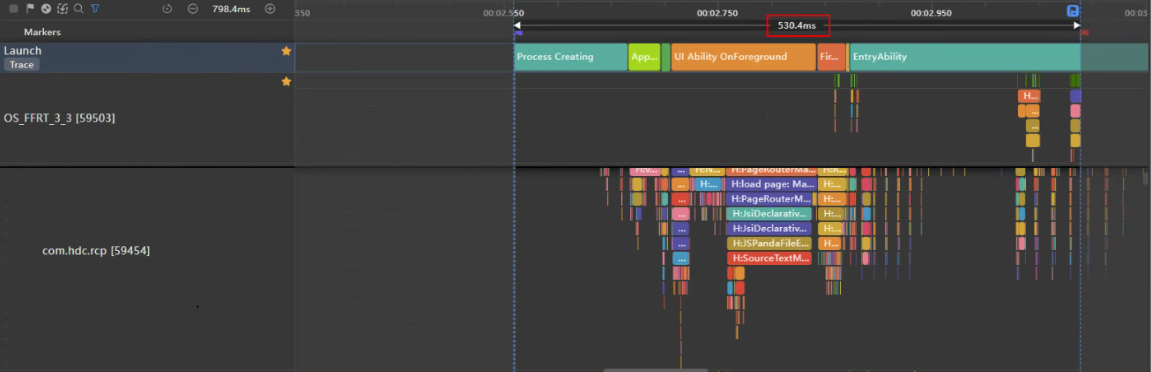 798.4ms
350 00:02.550 00:02.750 00:02.950 00:03
Markers
530.4ms
Launch
Trace
Process Creating App... UI Ability OnForeground Fir... EntryAbility
OS_FFRT_3_3 [59503]
H...
...
...
H:v... ... H:N... H:PageRouterMa... H:R...
... H:... H:load page: Ma... H:...
... H:PageRouterM... H:...
... H:JsiDeclarativ... H:...
... H:JsiDeclarativ... H:...
com.hdc.rcp [59454]
... H:JSPandaFileE... H...
... H:SourceTextM...